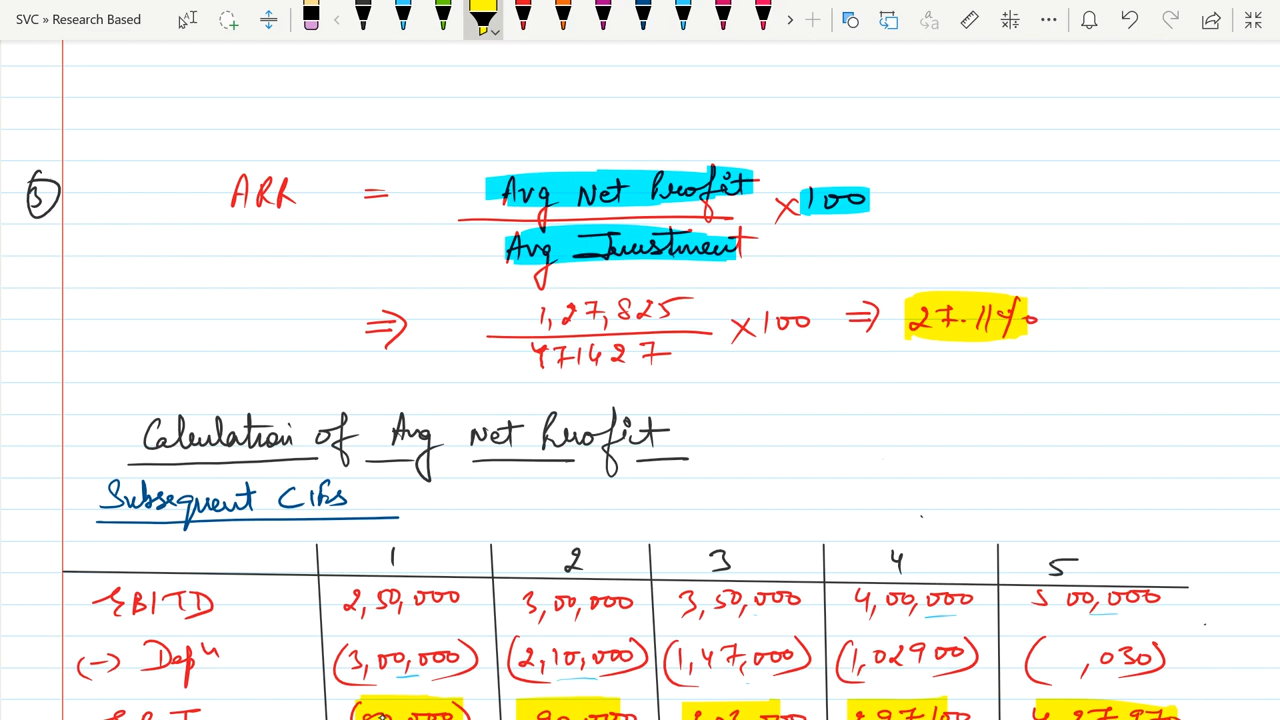 SVC » Research Based
③ ARR = Avg Net Profit × 100
Avg Investment
⇒ 1,27,825 × 100 ⇒ 27.11%
471427
Calculation of Avg Net Profit
Subsequent CIFs
1 2 3 4 5
EBITD 2,50,000 3,00,000 3,50,000 4,00,000 5 00,000
(-) Depn (3,00,000) (2,10,000) (1,47,000) (1,02900) ( ,030)